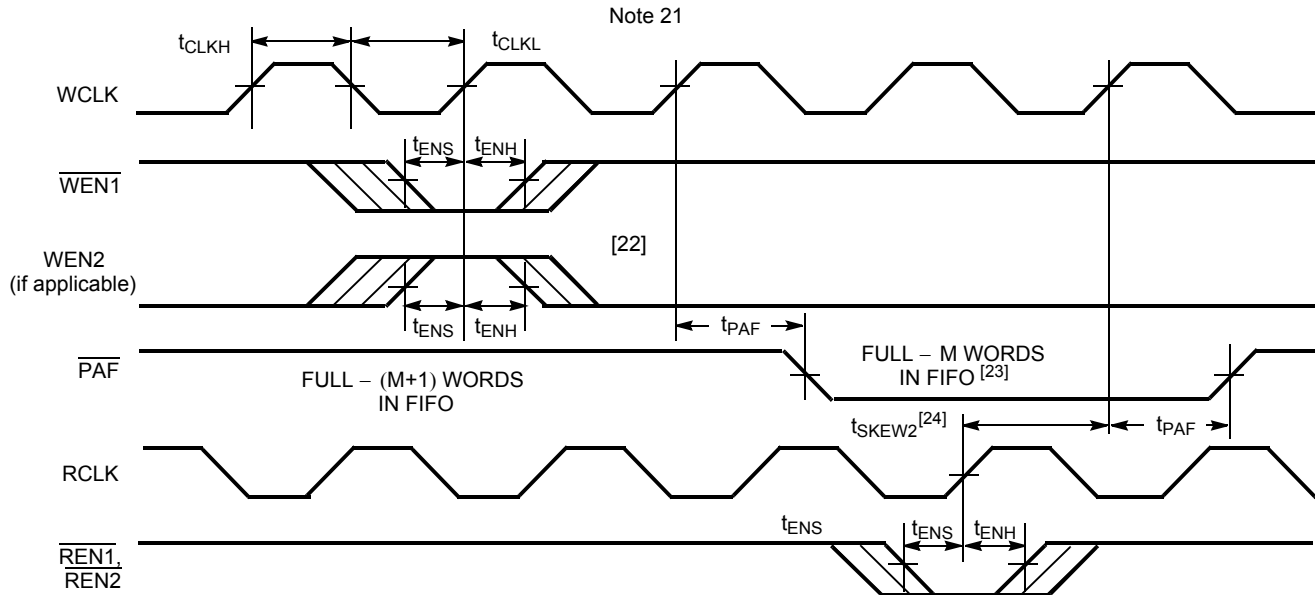 Note 21
tCLKH
tCLKL
WCLK
tENS
tENH
WEN1
[22]
WEN2
(if applicable)
tENS
tENH
tPAF
PAF
FULL − (M+1) WORDS
IN FIFO
FULL − M WORDS
IN FIFO [23]
tSKEW2 [24]
tPAF
RCLK
tENS
tENS
tENH
REN1,
REN2